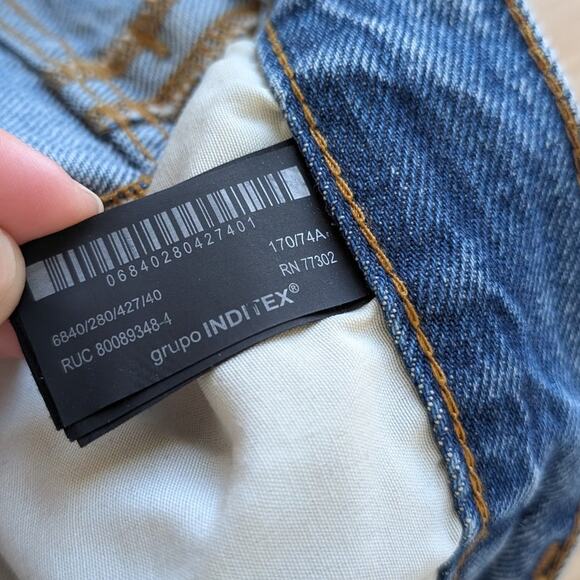 06840280427401
6840/280/427/40
170/74A
RUC 80089348-4
RN 77302
grupo INDITEX®